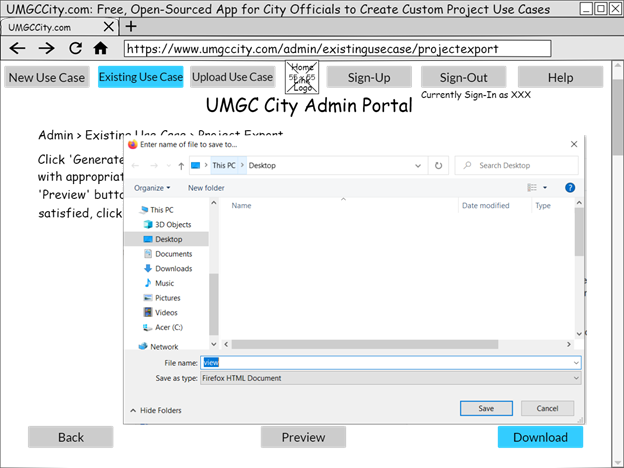 UMGCCity.com: Free, Open-Sourced App for City Officials to Create Custom Project Use Cases
UMGCCity.com
https://www.umgccity.com/admin/existingusecase/projectexport
New Use Case
Existing Use Case
Upload Use Case
Home
55 x 55
Link
Logo
Sign-Up
Sign-Out
Help
Currently Sign-In as XXX
UMGC City Admin Portal
Admin > Existing Use Case > Project Export
Click 'Generate
with appropriat
'Preview' butto
satisfied, click
Enter name of file to save to...
This PC
Desktop
Search Desktop
Organize
New folder
Name
Date modified
Type
This PC
3D Objects
Desktop
Documents
Downloads
Music
Pictures
Videos
Acer (C:)
Network
File name:
view
Save as type:
Firefox HTML Document
Hide Folders
Save
Cancel
Back
Preview
Download